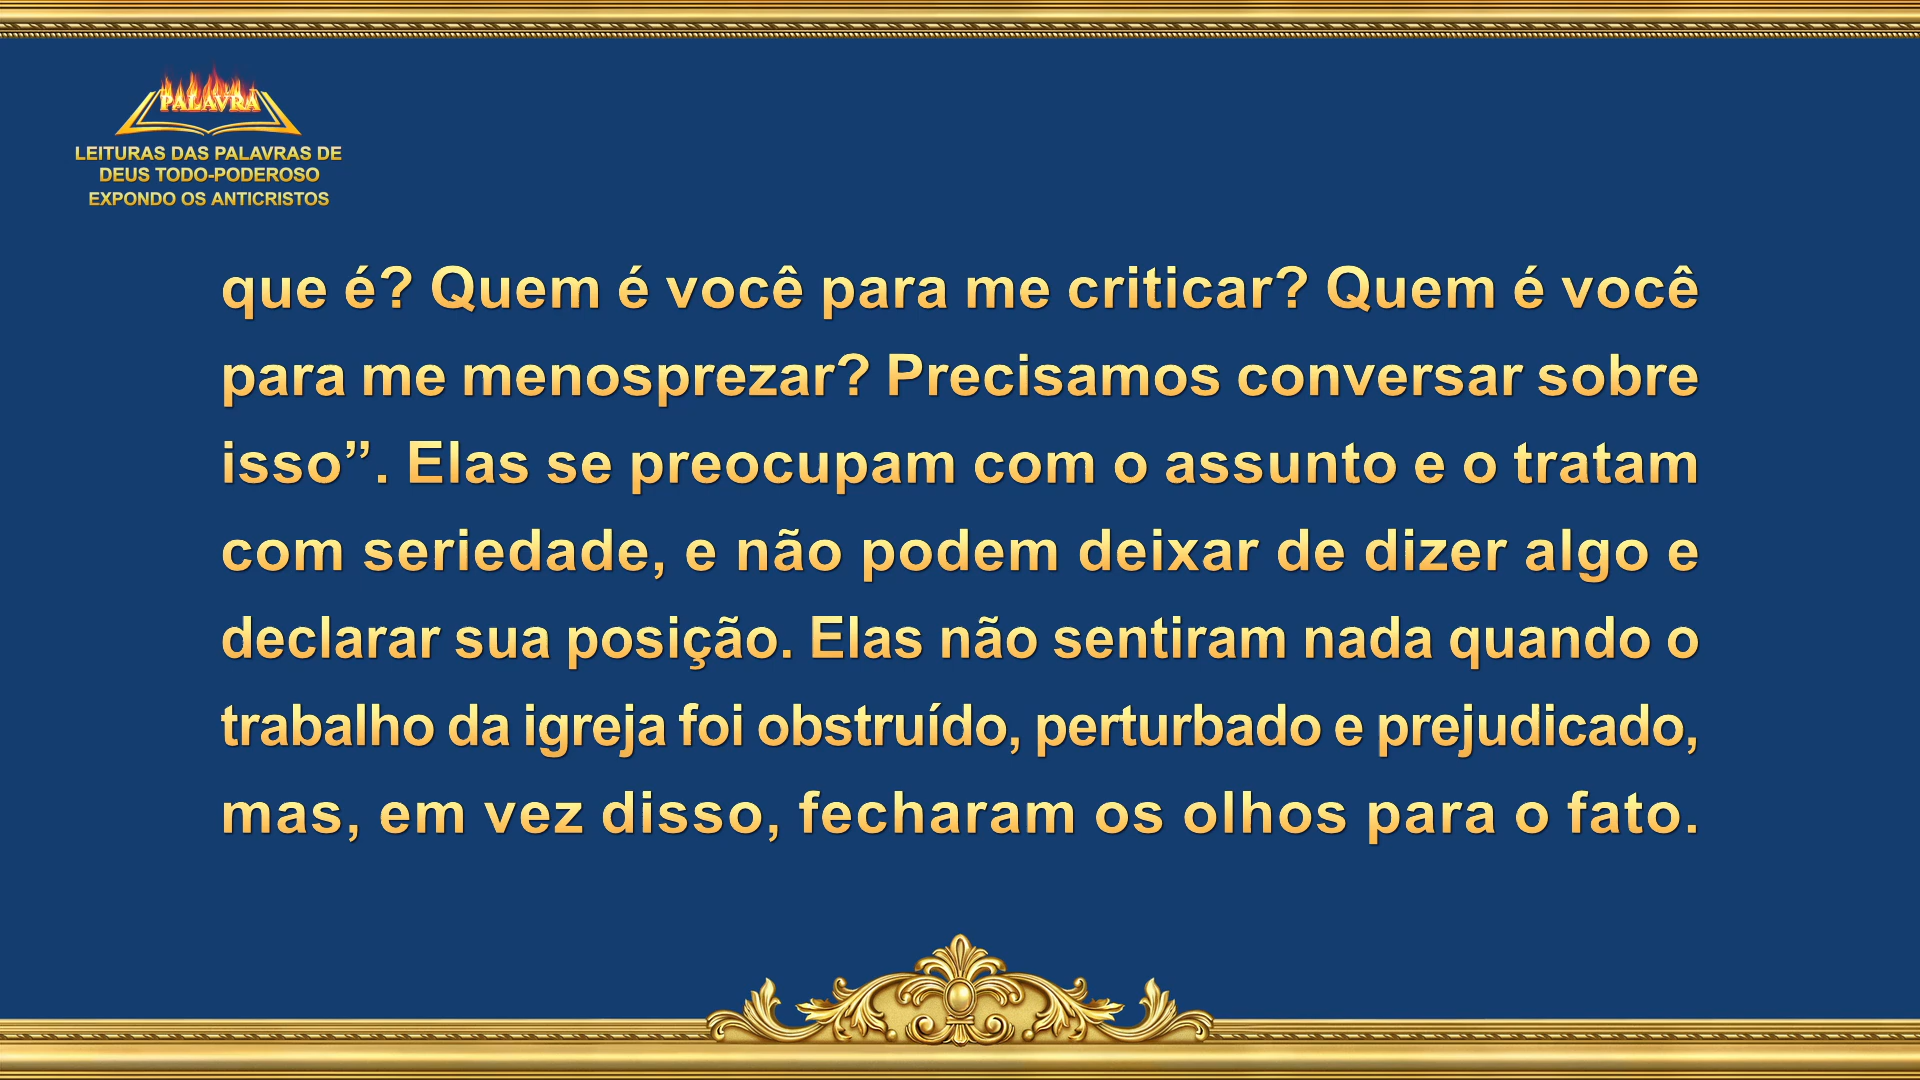 PALAVRA
LEITURAS DAS PALAVRAS DE
DEUS TODO-PODEROSO
EXPONDO OS ANTICRISTOS
que é? Quem é você para me criticar? Quem é você
para me menosprezar? Precisamos conversar sobre
isso”. Elas se preocupam com o assunto e o tratam
com seriedade, e não podem deixar de dizer algo e
declarar sua posição. Elas não sentiram nada quando o
trabalho da igreja foi obstruído, perturbado e prejudicado,
mas, em vez disso, fecharam os olhos para o fato.